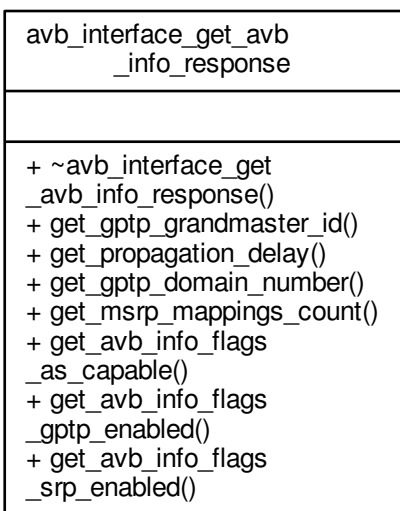 avb_interface_get_avb
_info_response
+ ~avb_interface_get
_avb_info_response()
+ get_gptp_grandmaster_id()
+ get_propagation_delay()
+ get_gptp_domain_number()
+ get_msrp_mappings_count()
+ get_avb_info_flags
_as_capable()
+ get_avb_info_flags
_gptp_enabled()
+ get_avb_info_flags
_srp_enabled()